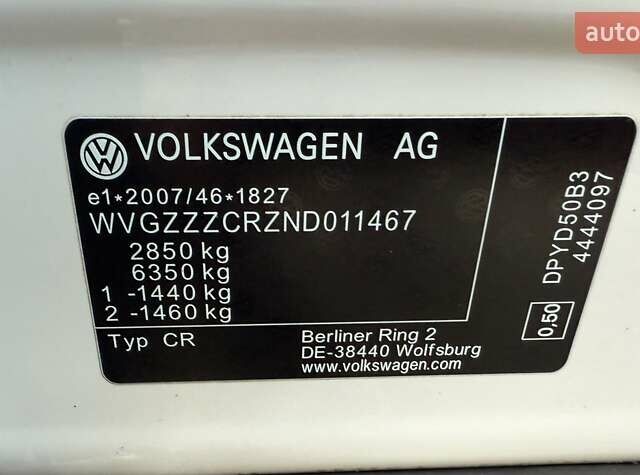 auto
VOLKSWAGEN AG
e1*2007/46*1827
WVGZZZCRZND011467
2850 kg
6350 kg
1 -1440 kg
2 -1460 kg
Typ CR
Berliner Ring 2
DE-38440 Wolfsburg
www.volkswagen.com
DPYD50B3
4444097
0,50